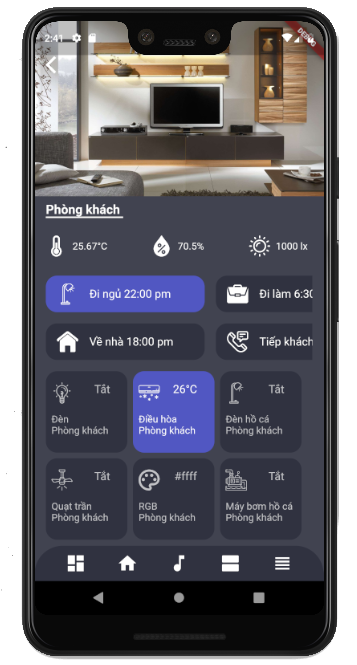 2:41
DEBUG
Phòng khách
25.67°C
70.5%
1000 lx
Đi ngủ 22:00 pm
Đi làm 6:30
Về nhà 18:00 pm
Tiếp khách
Tắt
Đèn
Phòng khách
26°C
Điều hòa
Phòng khách
Tắt
Đèn hồ cá
Phòng khách
Tắt
Quạt trần
Phòng khách
#ffff
RGB
Phòng khách
Tắt
Máy bơm hồ cá
Phòng khách